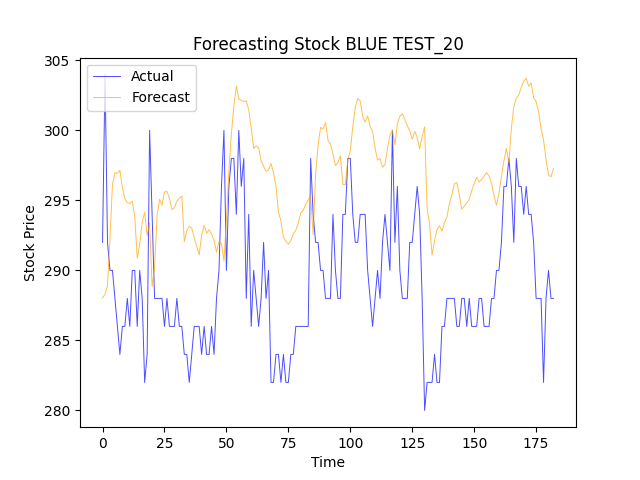 Forecasting Stock BLUE TEST_20
Actual
Forecast
305
300
295
290
285
280
Stock Price
0 25 50 75 100 125 150 175
Time